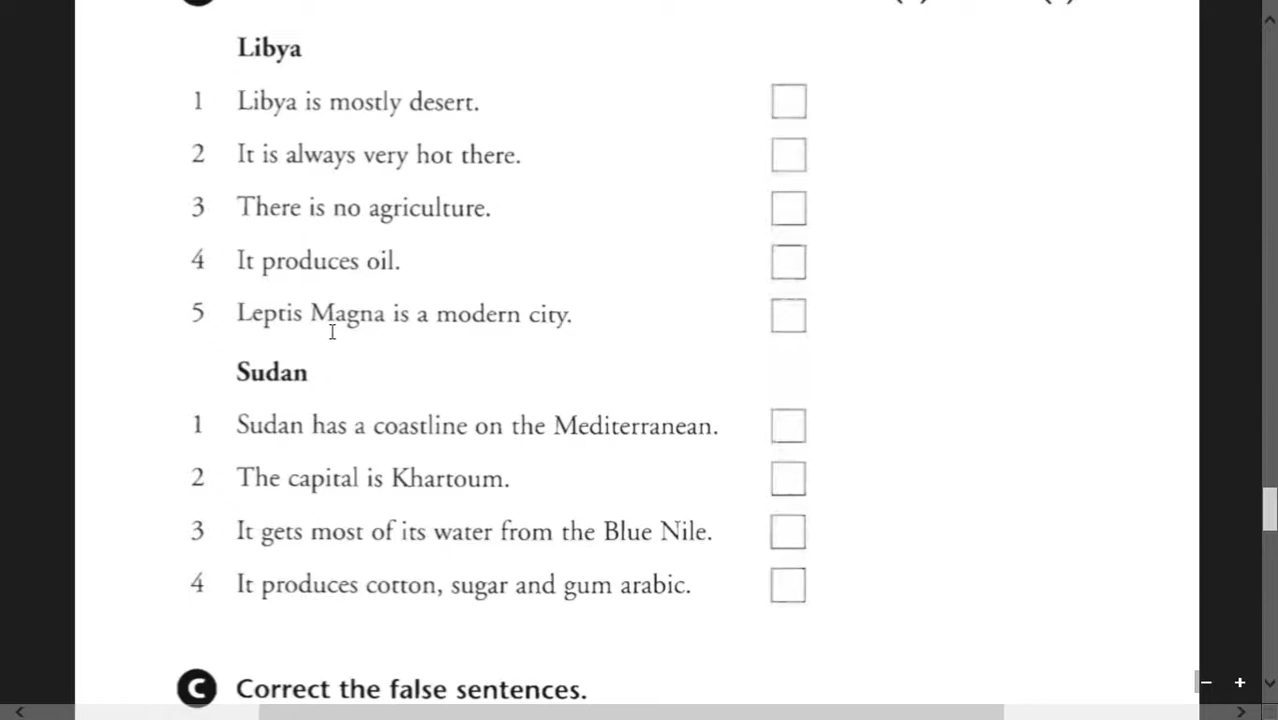 Libya
1 Libya is mostly desert.
2 It is always very hot there.
3 There is no agriculture.
4 It produces oil.
5 Leptis Magna is a modern city.
Sudan
1 Sudan has a coastline on the Mediterranean.
2 The capital is Khartoum.
3 It gets most of its water from the Blue Nile.
4 It produces cotton, sugar and gum arabic.
C Correct the false sentences.